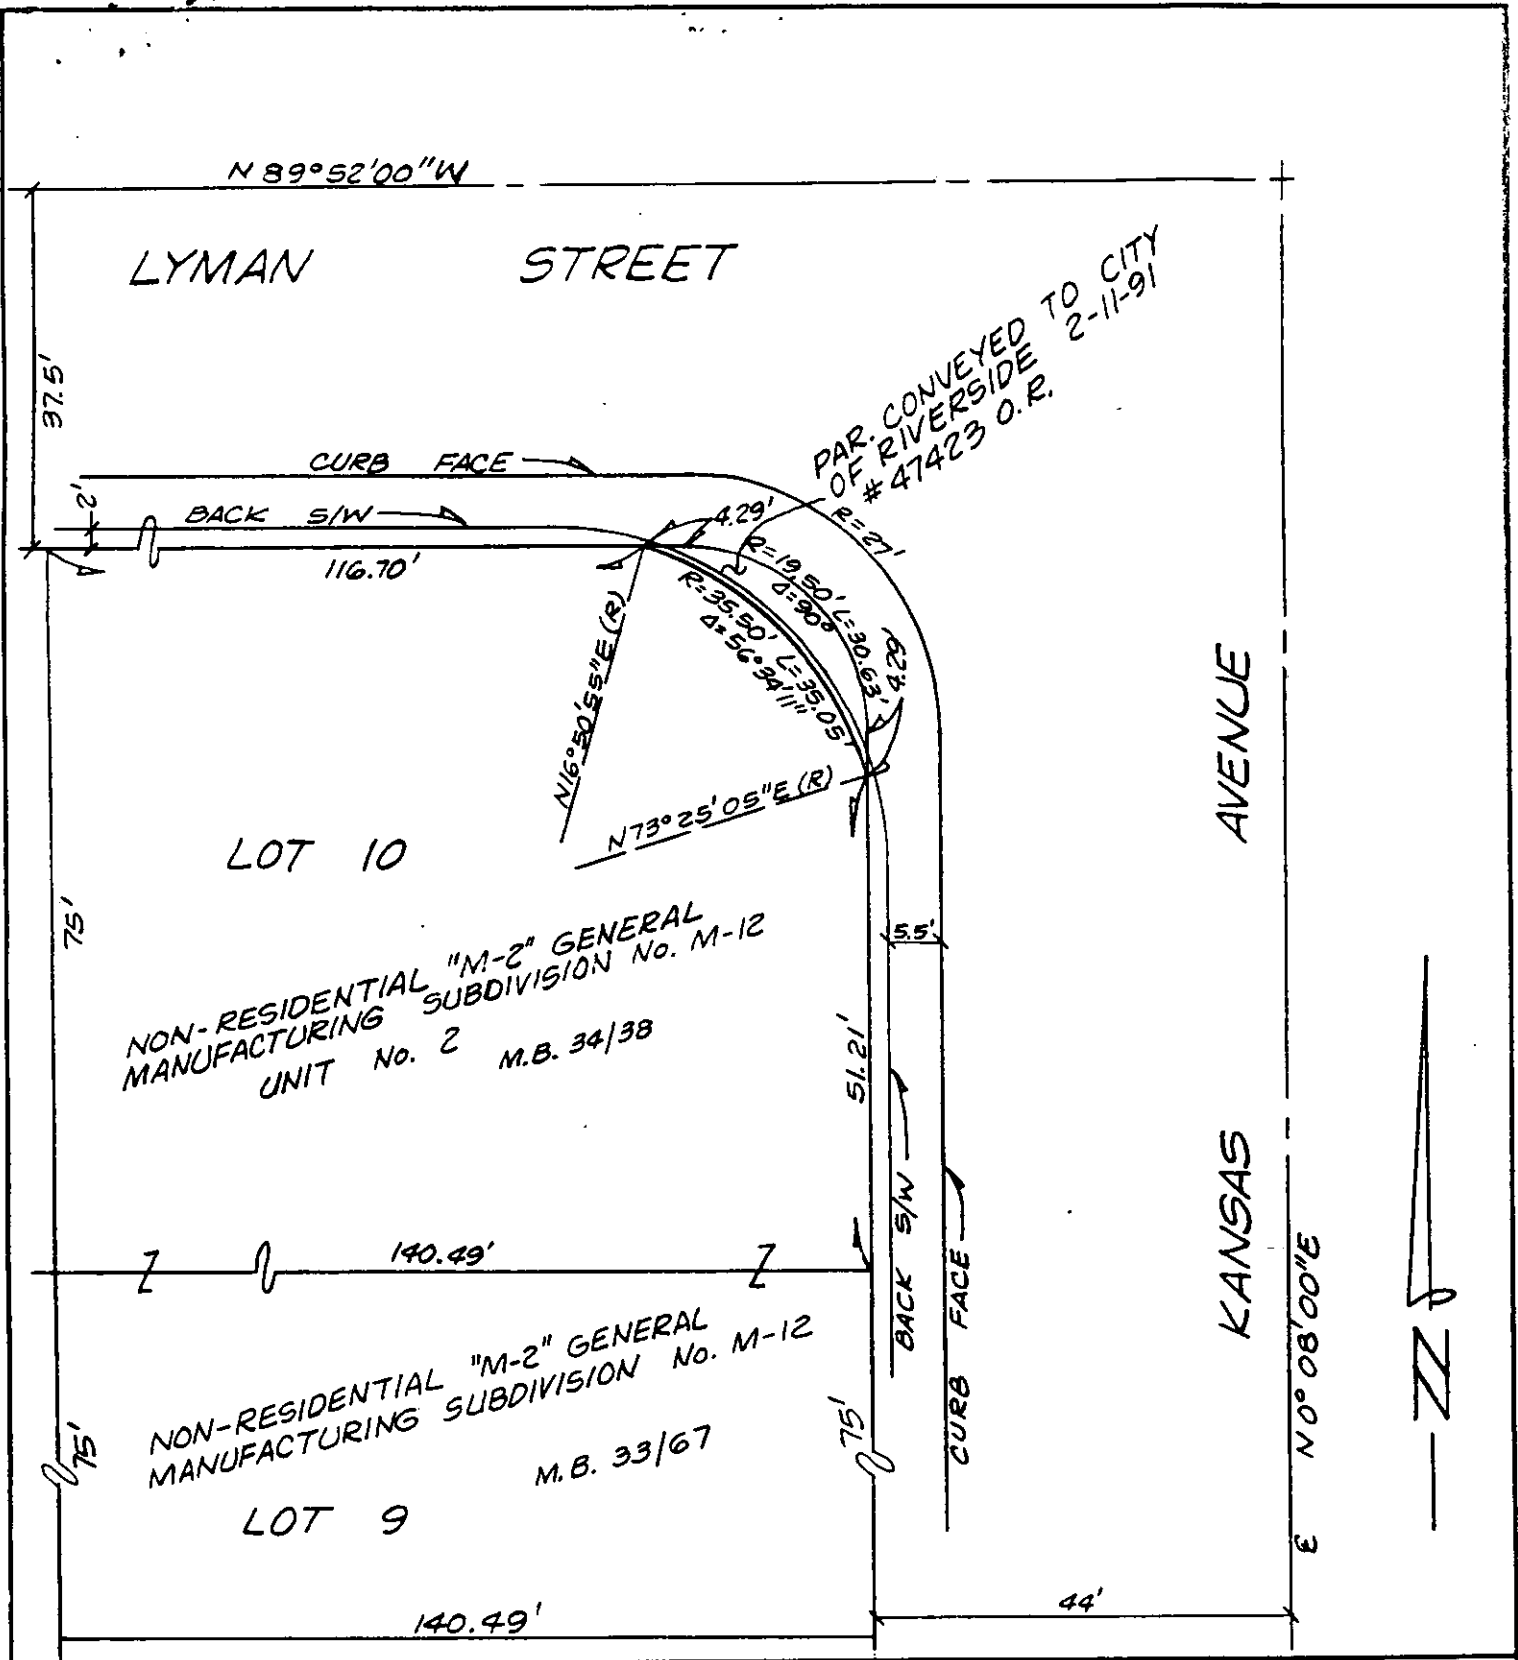 N 89°52'00"W
LYMAN STREET
37.5'
PAR. CONVEYED TO CITY
OF RIVERSIDE 2-11-91
#47423 O.R.
CURB FACE
2'
BACK S/W
4.29'
R=27'
116.70'
R=19.50' L=30.63'
Δ=90°
R=35.50' L=35.05'
Δ=56°34'11"
4.29'
N16°50'55"E (R)
N73°25'05"E (R)
AVENUE
LOT 10
75'
5.5'
NON-RESIDENTIAL "M-2" GENERAL
MANUFACTURING SUBDIVISION No. M-12
UNIT No. 2 M.B. 34/38
51.21'
KANSAS
BACK S/W
CURB FACE
140.49'
N0°08'00"E
NON-RESIDENTIAL "M-2" GENERAL
MANUFACTURING SUBDIVISION No. M-12
75'
M.B. 33/67
75'
LOT 9
N
44'
140.49'